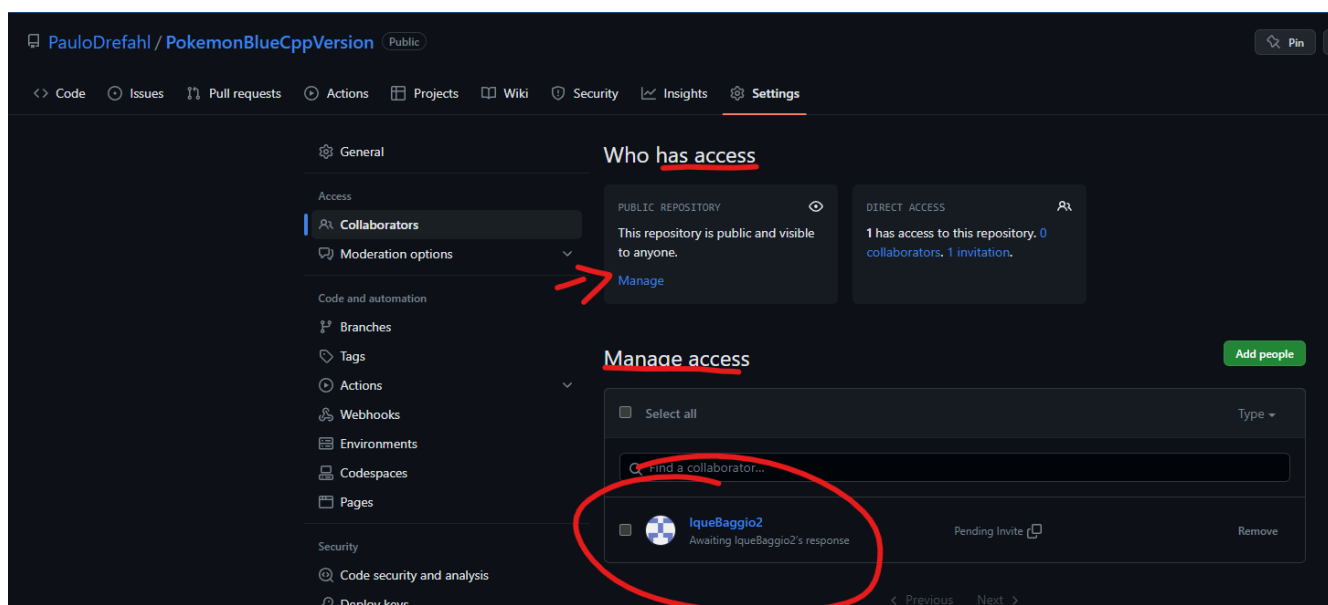 PauloDrefahl / PokemonBlueCppVersion Public
Pin
Code Issues Pull requests Actions Projects Wiki Security Insights Settings
General
Access
Collaborators
Moderation options
Code and automation
Branches
Tags
Actions
Webhooks
Environments
Codespaces
Pages
Security
Code security and analysis
Deploy keys
Who has access
PUBLIC REPOSITORY
This repository is public and visible
to anyone.
Manage
DIRECT ACCESS
1 has access to this repository. 0
collaborators. 1 invitation.
Manage access
Add people
Select all
Type
Find a collaborator...
IqueBaggio2
Awaiting IqueBaggio2's response
Pending Invite
Remove
Previous Next